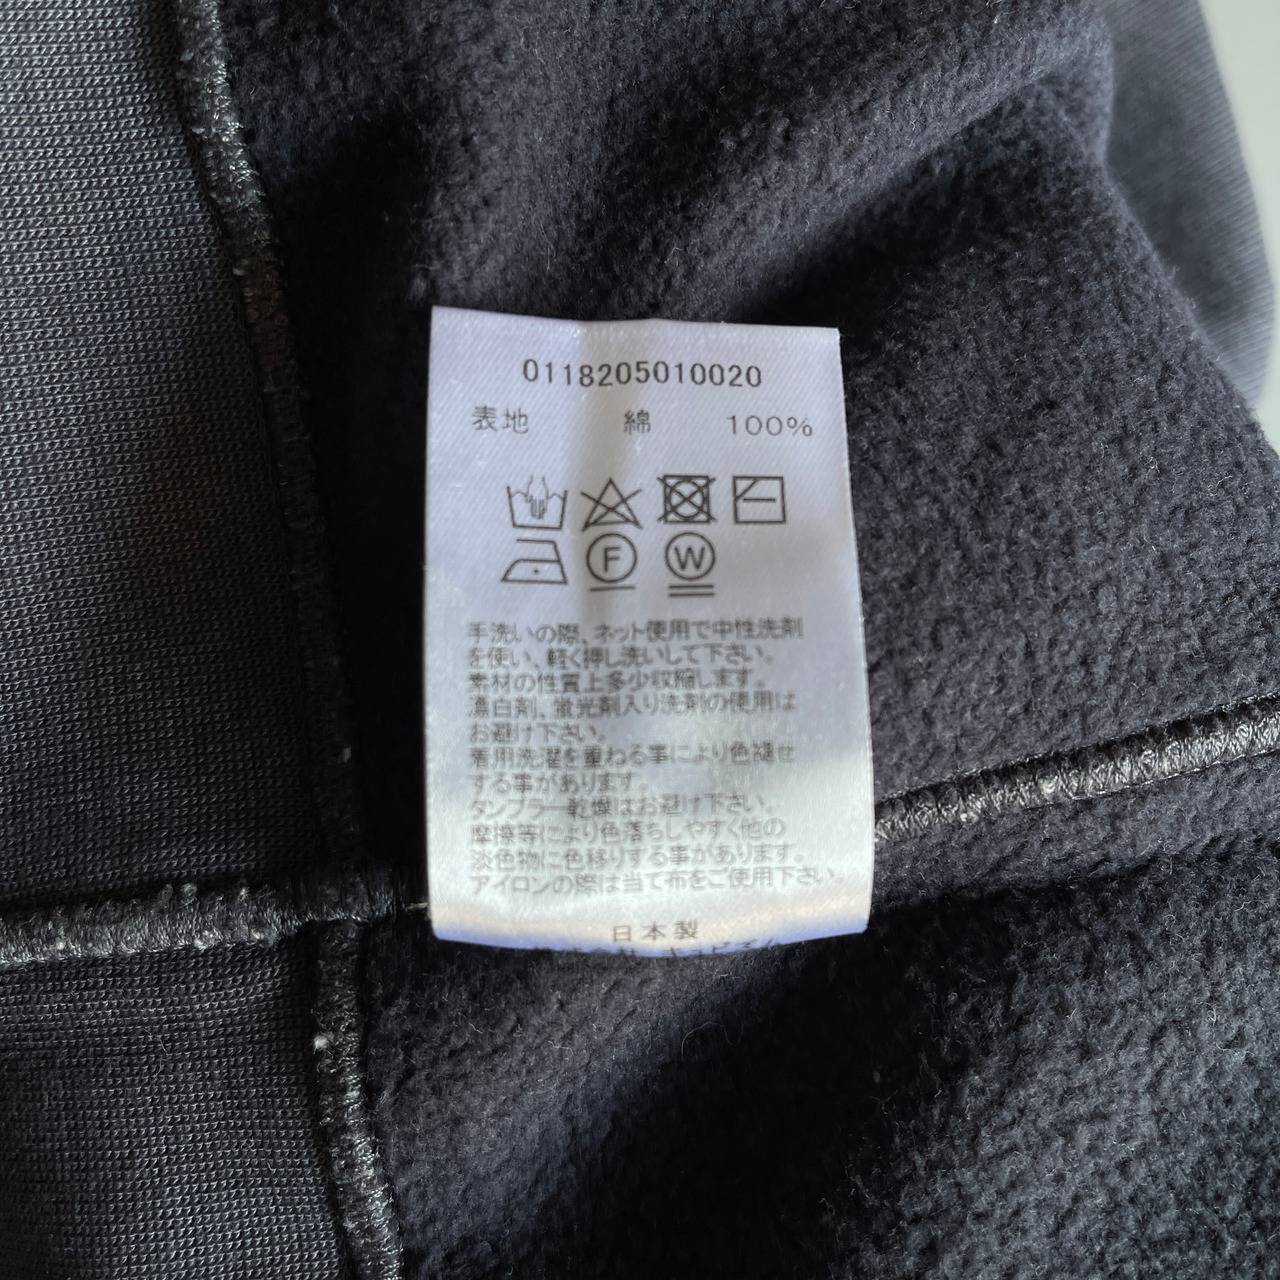 0118205010020
表地 綿 100%
F W
手洗いの際、ネット使用で中性洗剤
を使い、軽く押し洗いして下さい。
素材の性質上多少収縮します。
漂白剤、蛍光剤入り洗剤の使用は
お避け下さい。
着用洗濯を重ねる事により色褪せ
する事があります。
タンブラー乾燥はお避け下さい。
摩擦等により色落ちしやすく他の
淡色物に色移りする事があります。
アイロンの際は当て布をご使用下さい。
日本製